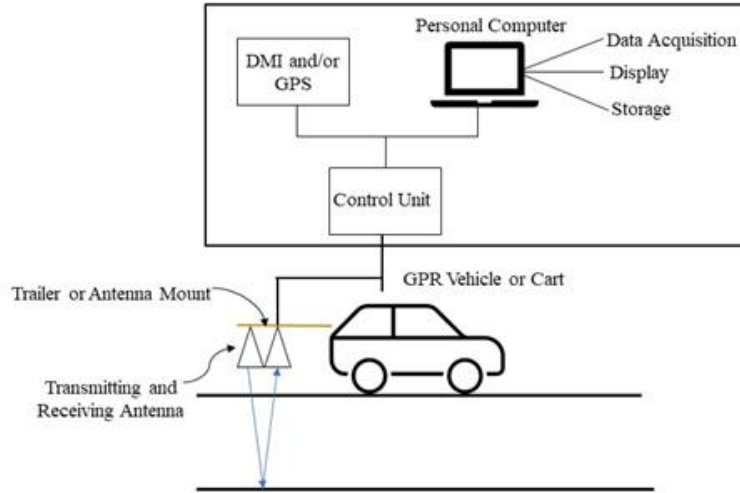 Personal Computer
Data Acquisition
Display
Storage
DMI and/or
GPS
Control Unit
GPR Vehicle or Cart
Trailer or Antenna Mount
Transmitting and
Receiving Antenna